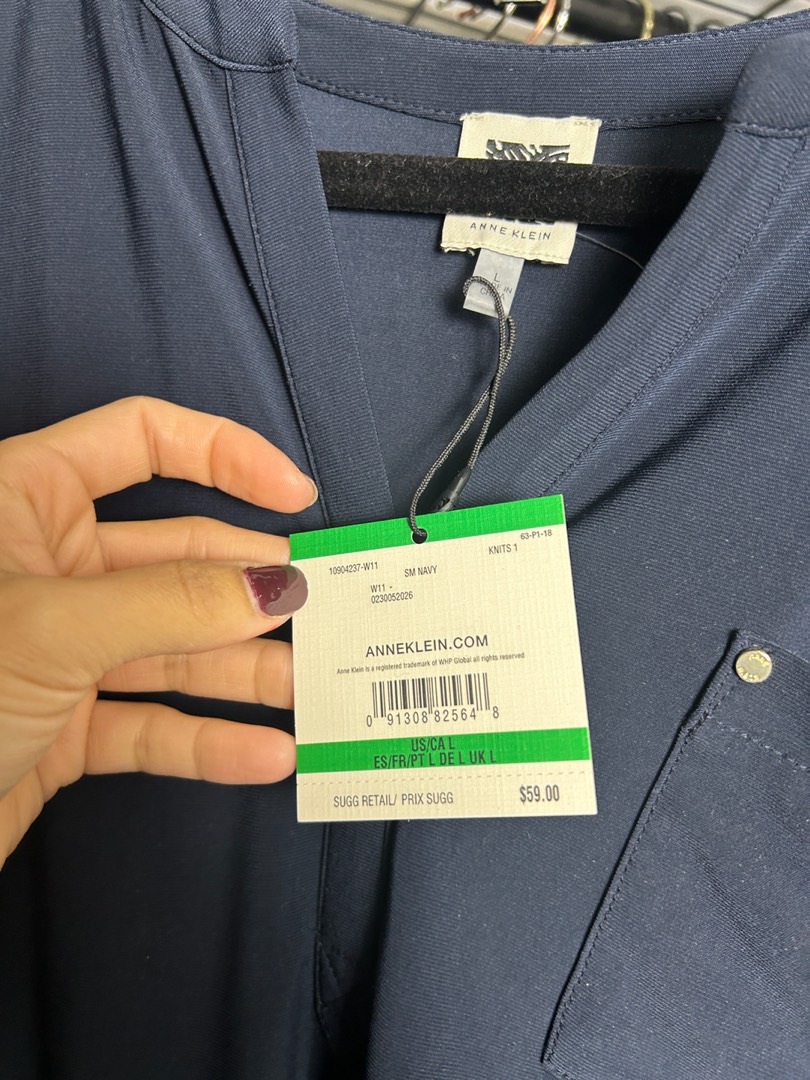 ANNE KLEIN
L
63-P1-18
10904237-W11
SM NAVY
KNITS 1
W11 -
0230052026
ANNEKLEIN.COM
Anne Klein is a registered trademark of WHP Global all rights reserved
0 91308 82564 8
US/CA L
ES/FR/PT L DE L UK L
SUGG RETAIL/ PRIX SUGG
$59.00